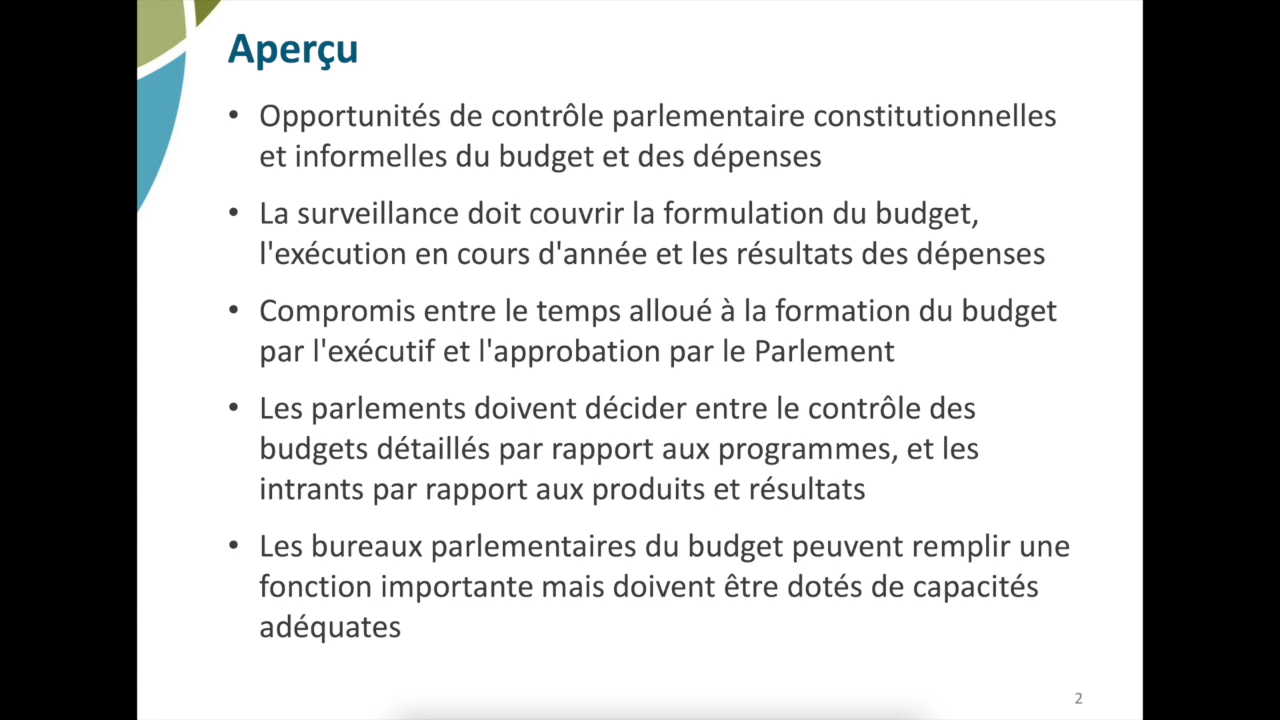 Aperçu
• Opportunités de contrôle parlementaire constitutionnelles
et informelles du budget et des dépenses
• La surveillance doit couvrir la formulation du budget,
l'exécution en cours d'année et les résultats des dépenses
• Compromis entre le temps alloué à la formation du budget
par l'exécutif et l'approbation par le Parlement
• Les parlements doivent décider entre le contrôle des
budgets détaillés par rapport aux programmes, et les
intrants par rapport aux produits et résultats
• Les bureaux parlementaires du budget peuvent remplir une
fonction importante mais doivent être dotés de capacités
adéquates
2